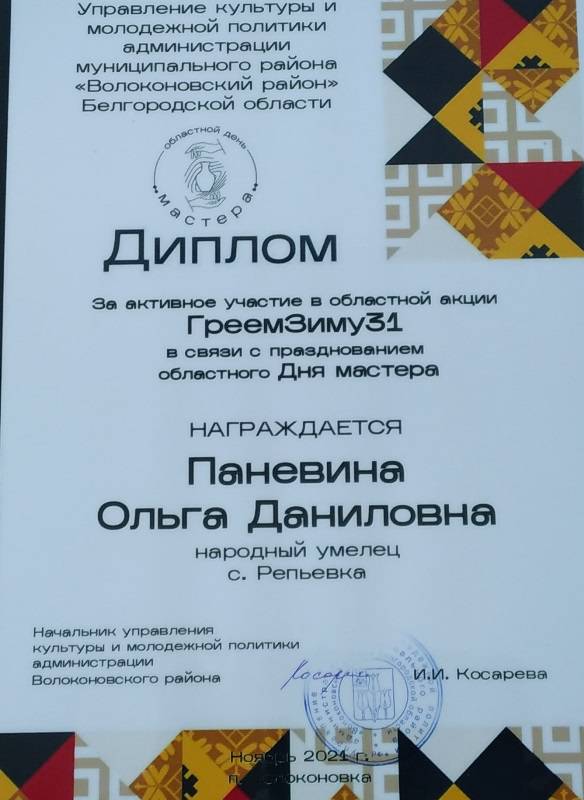 Управление культуры и
молодежной политики
администрации
муниципального района
«Волоконовский район»
Белгородской области
областной день
мастера
Диплом
За активное участие в областной акции
ГреемЗиму31
в связи с празднованием
областного Дня мастера
НАГРАЖДАЕТСЯ
Паневина
Ольга Даниловна
народный умелец
с. Репьевка
Начальник управления
культуры и молодежной политики
администрации
Волоконовского района
И.И. Косарева
Ноябрь 2021 г.